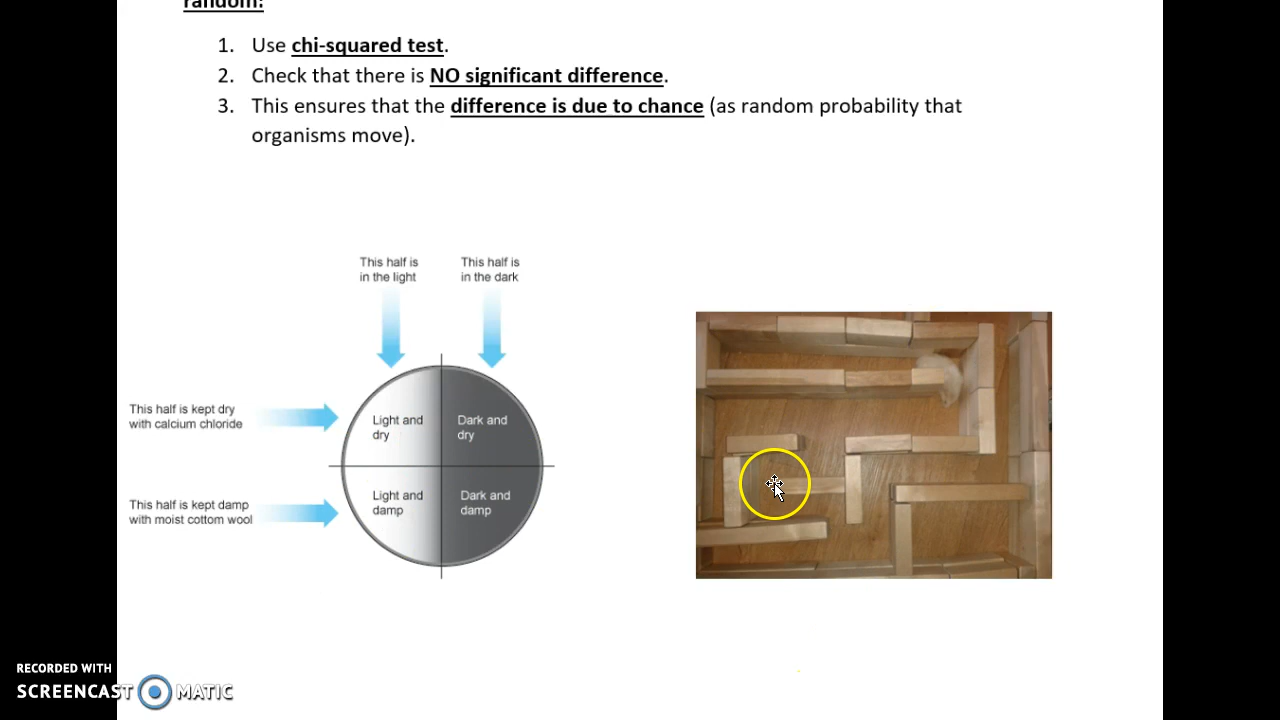 random?
1. Use chi-squared test.
2. Check that there is NO significant difference.
3. This ensures that the difference is due to chance (as random probability that
organisms move).
This half is
in the light
This half is
in the dark
This half is kept dry
with calcium chloride
Light and
dry
Dark and
dry
This half is kept damp
with moist cottom wool
Light and
damp
Dark and
damp
RECORDED WITH
SCREENCAST MATIC